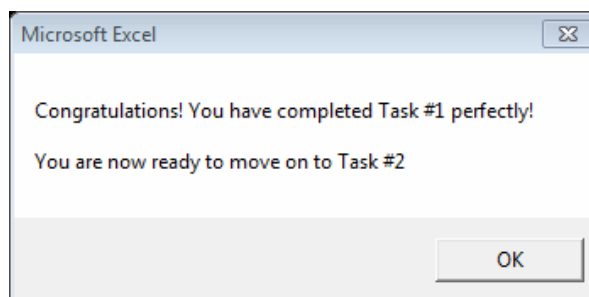 Microsoft Excel
Congratulations! You have completed Task #1 perfectly!
You are now ready to move on to Task #2
OK